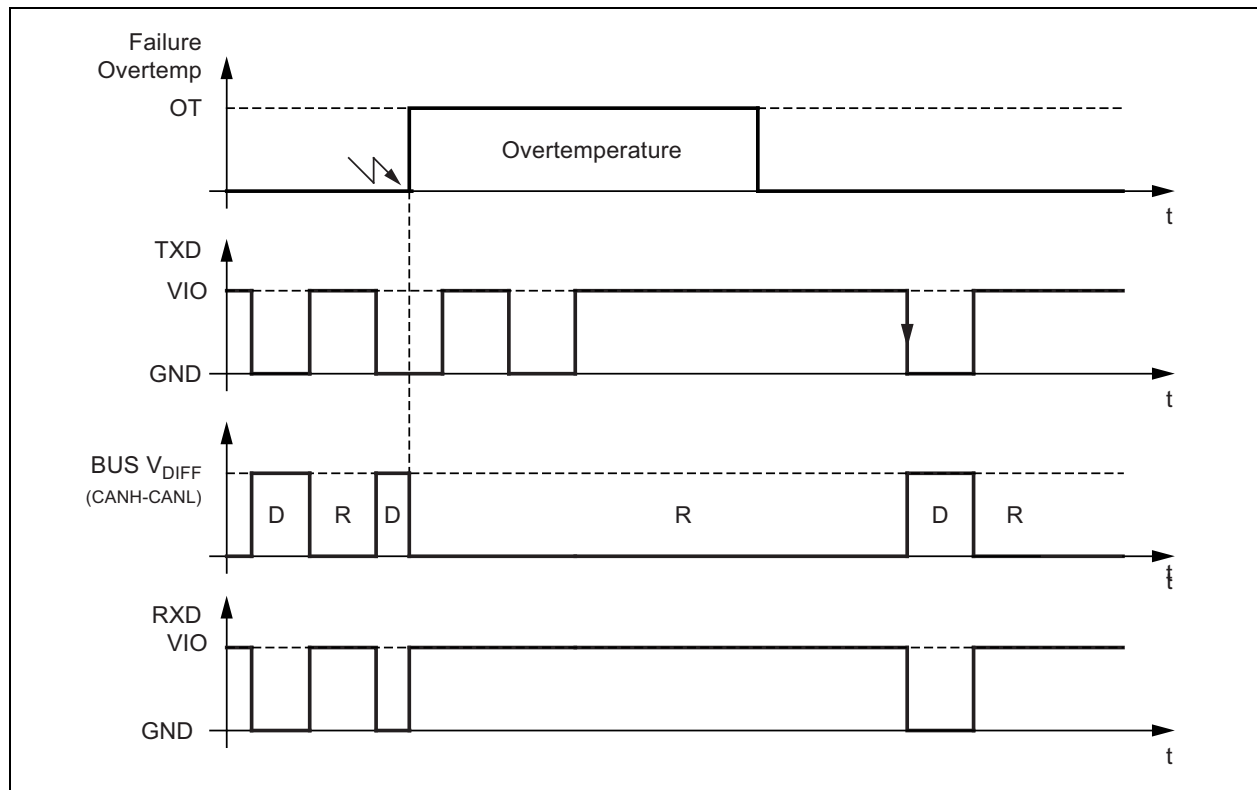 Failure
Overtemp
OT
Overtemperature
t
TXD
VIO
GND
t
BUS VDIFF
(CANH-CANL)
D R D R D R
t
t
RXD
VIO
GND
t